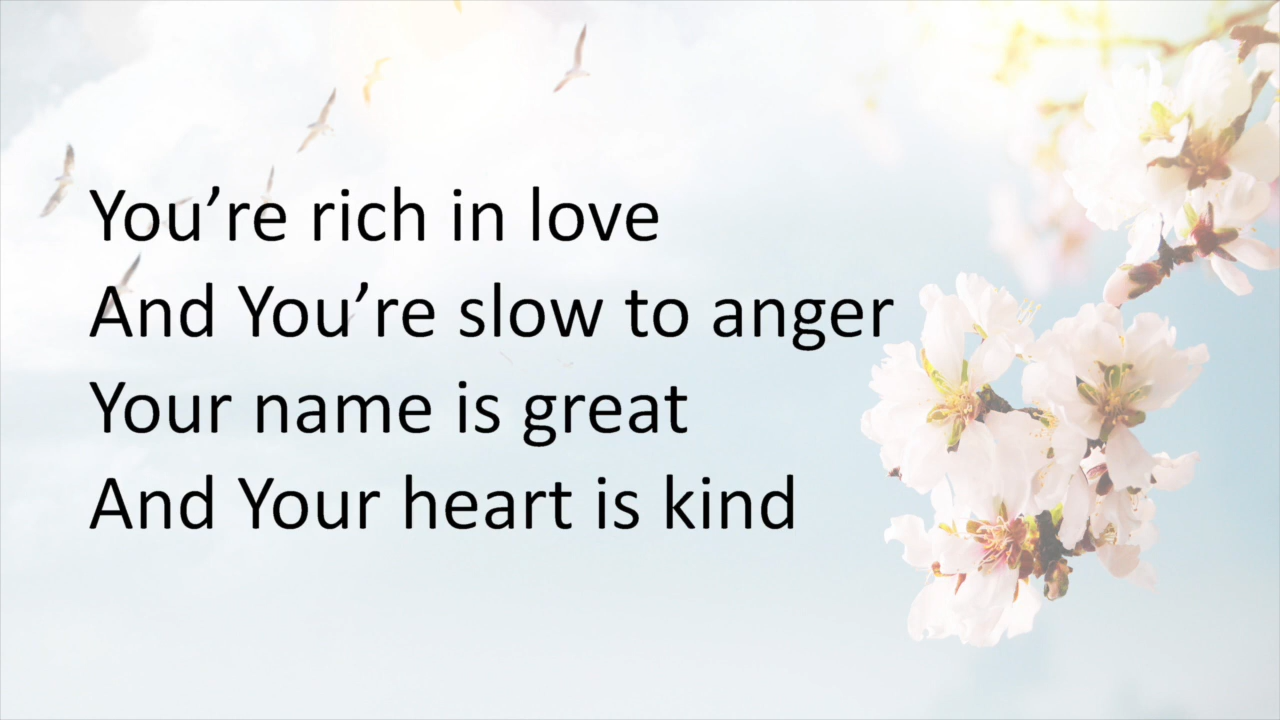 You’re rich in love
And You’re slow to anger
Your name is great
And Your heart is kind